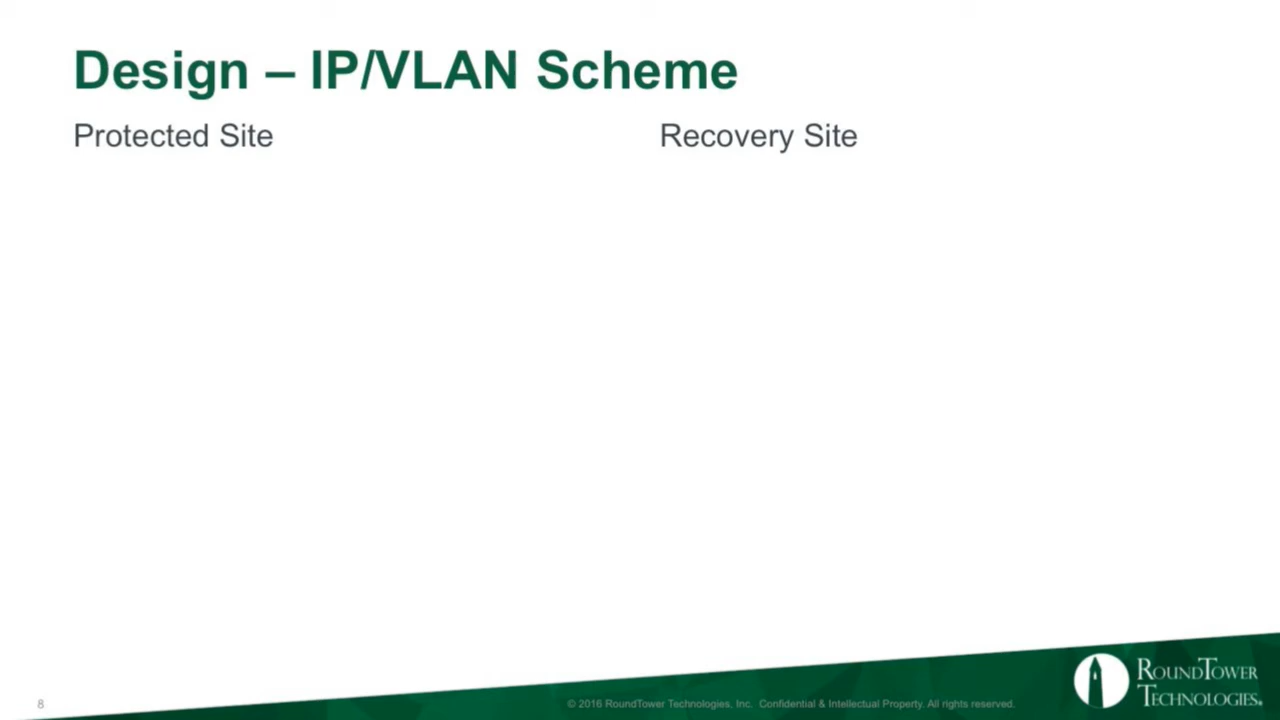 Design – IP/VLAN Scheme
Protected Site
Recovery Site
8
© 2016 RoundTower Technologies, Inc. Confidential & Intellectual Property. All rights reserved.
ROUNDTOWER
TECHNOLOGIES®